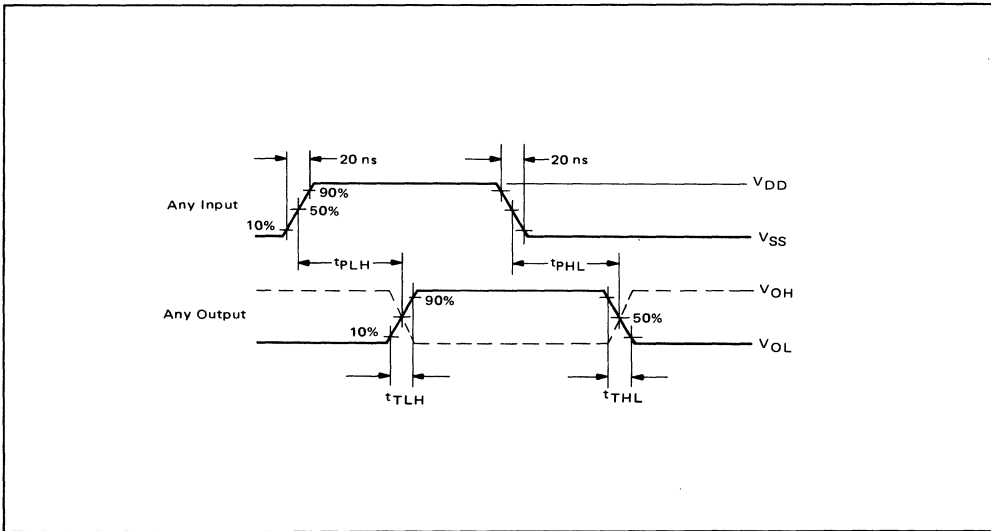 20 ns
20 ns
90%
V_DD
Any Input
50%
10%
V_SS
t_PLH
t_PHL
90%
V_OH
Any Output
50%
10%
V_OL
t_TLH
t_THL